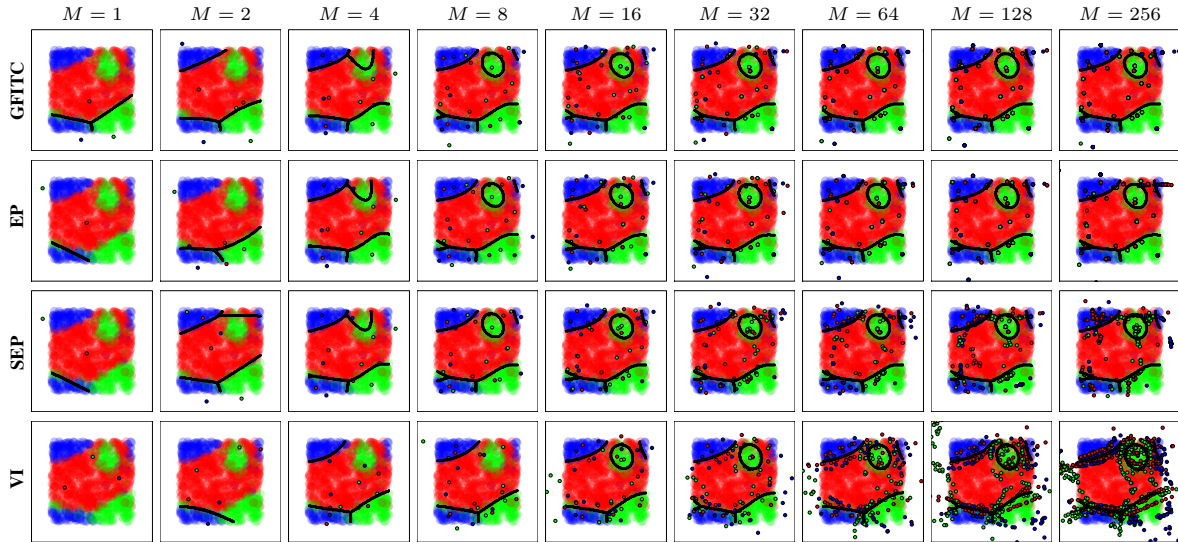 M = 1 M = 2 M = 4 M = 8 M = 16 M = 32 M = 64 M = 128 M = 256
GFITC
EP
SEP
VI